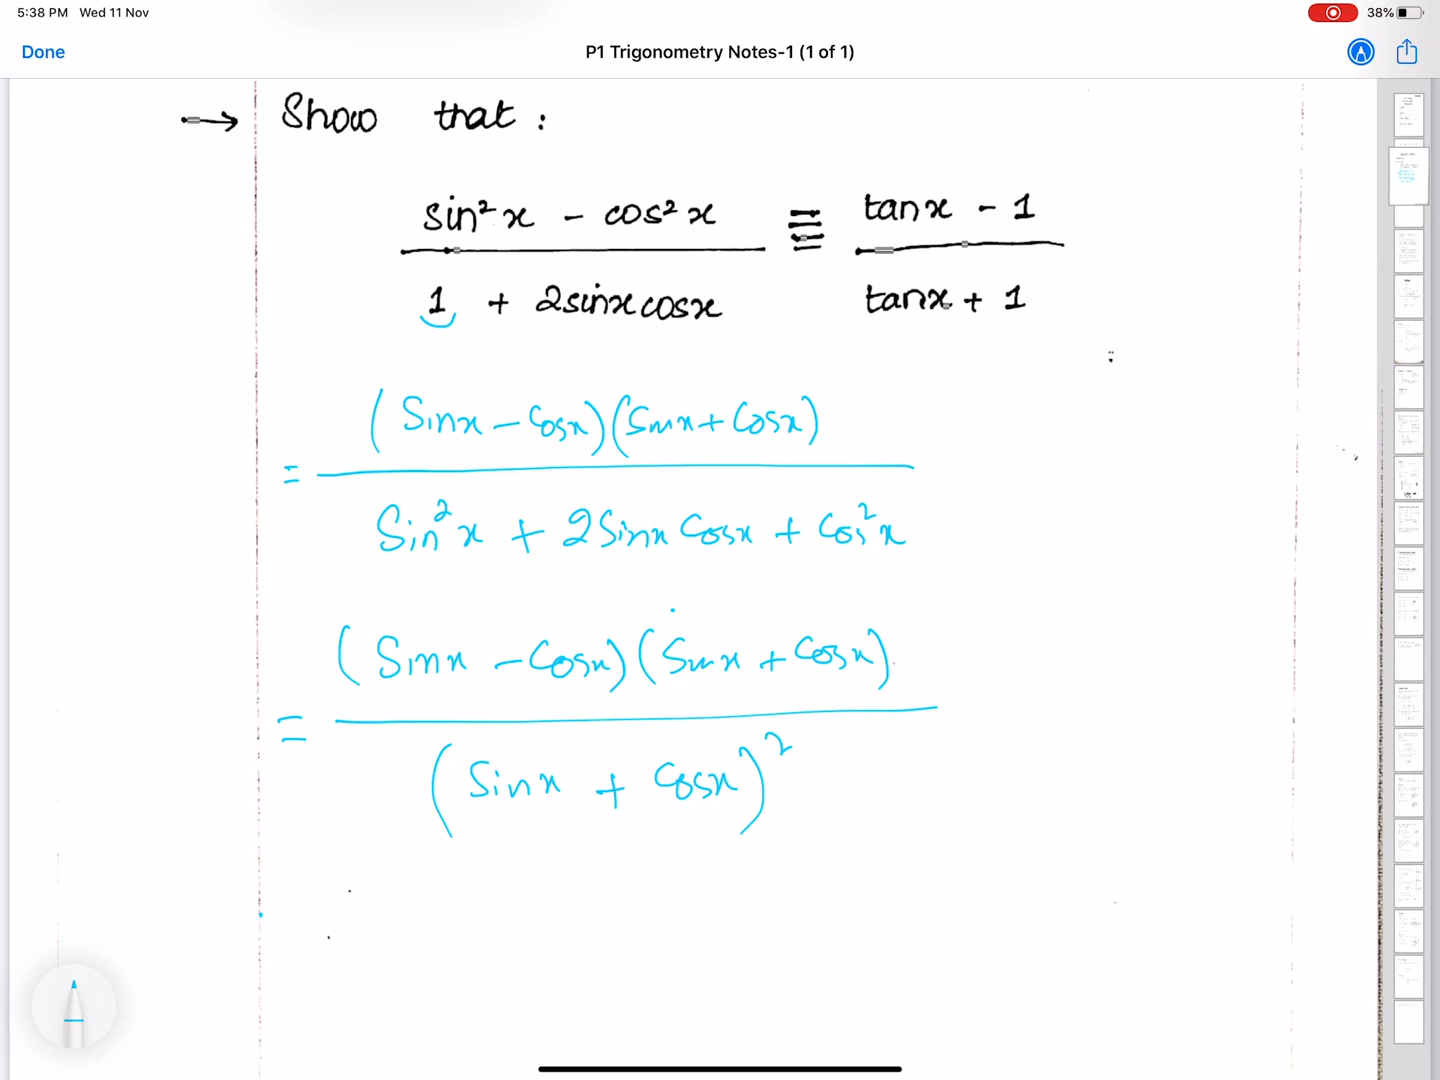 5:38 PM Wed 11 Nov 38%
Done P1 Trigonometry Notes-1 (1 of 1)
→ Show that :
sin²x − cos²x ≡ tanx − 1
1 + 2sinxcosx tanx + 1
(Sinx − Cosx)(Sinx + Cosx)
=
Sin²x + 2Sinx Cosx + Cos²x
(Sinx − Cosx)(Sinx + Cosx)
=
(Sinx + Cosx)²